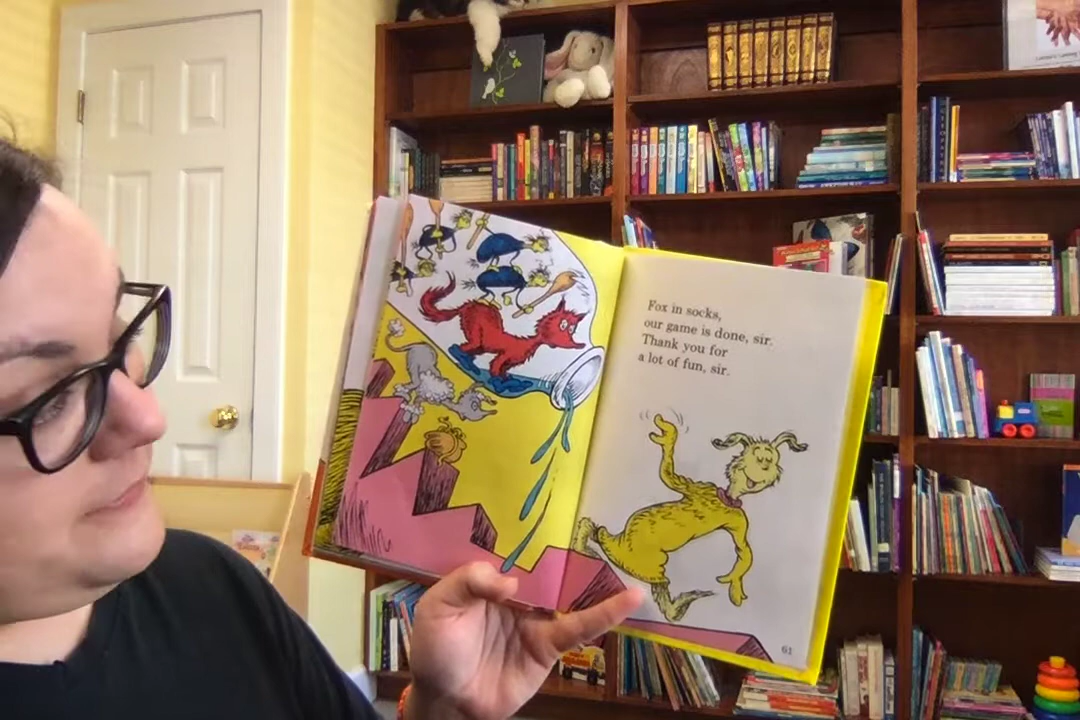 Fox in socks,
our game is done, sir.
Thank you for
a lot of fun, sir.
61